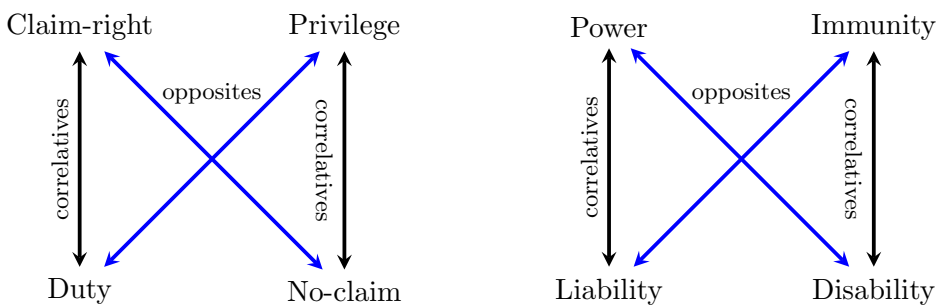 Claim-right
Privilege
opposites
correlatives
correlatives
Duty
No-claim
Power
Immunity
opposites
correlatives
correlatives
Liability
Disability